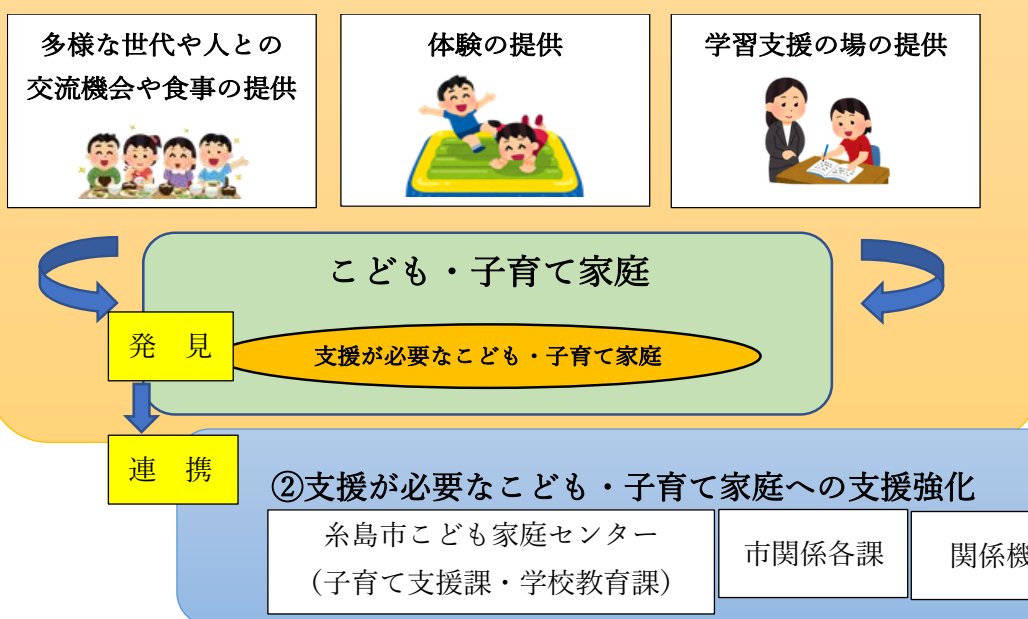 多様な世代や人との
交流機会や食事の提供
体験の提供
学習支援の場の提供
こども・子育て家庭
発 見
支援が必要なこども・子育て家庭
連 携
②支援が必要なこども・子育て家庭への支援強化
糸島市こども家庭センター
(子育て支援課・学校教育課)
市関係各課
関係機